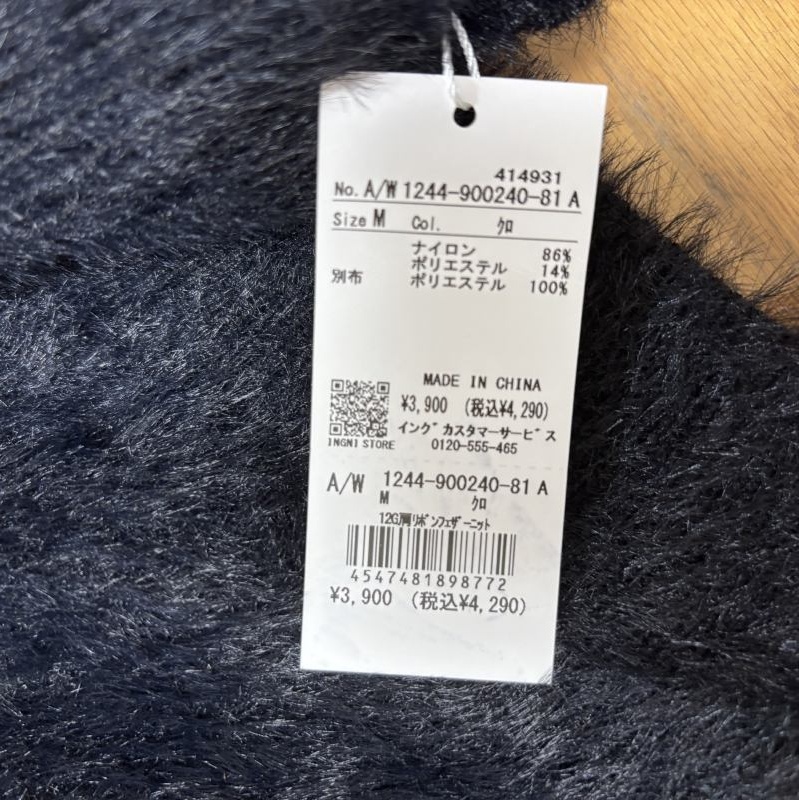 414931
No. A/W 1244-900240-81 A
Size M Col. ｸﾛ
ナイロン 86%
ポリエステル 14%
別布 ポリエステル 100%
MADE IN CHINA
¥3,900 (税込¥4,290)
イング カスタマーサービス
INGNI STORE 0120-555-465
A/W 1244-900240-81 A
M ｸﾛ
12G肩ﾘﾎﾞﾝﾌｪｻﾞｰﾆｯﾄ
4547481898772
¥3,900 (税込¥4,290)